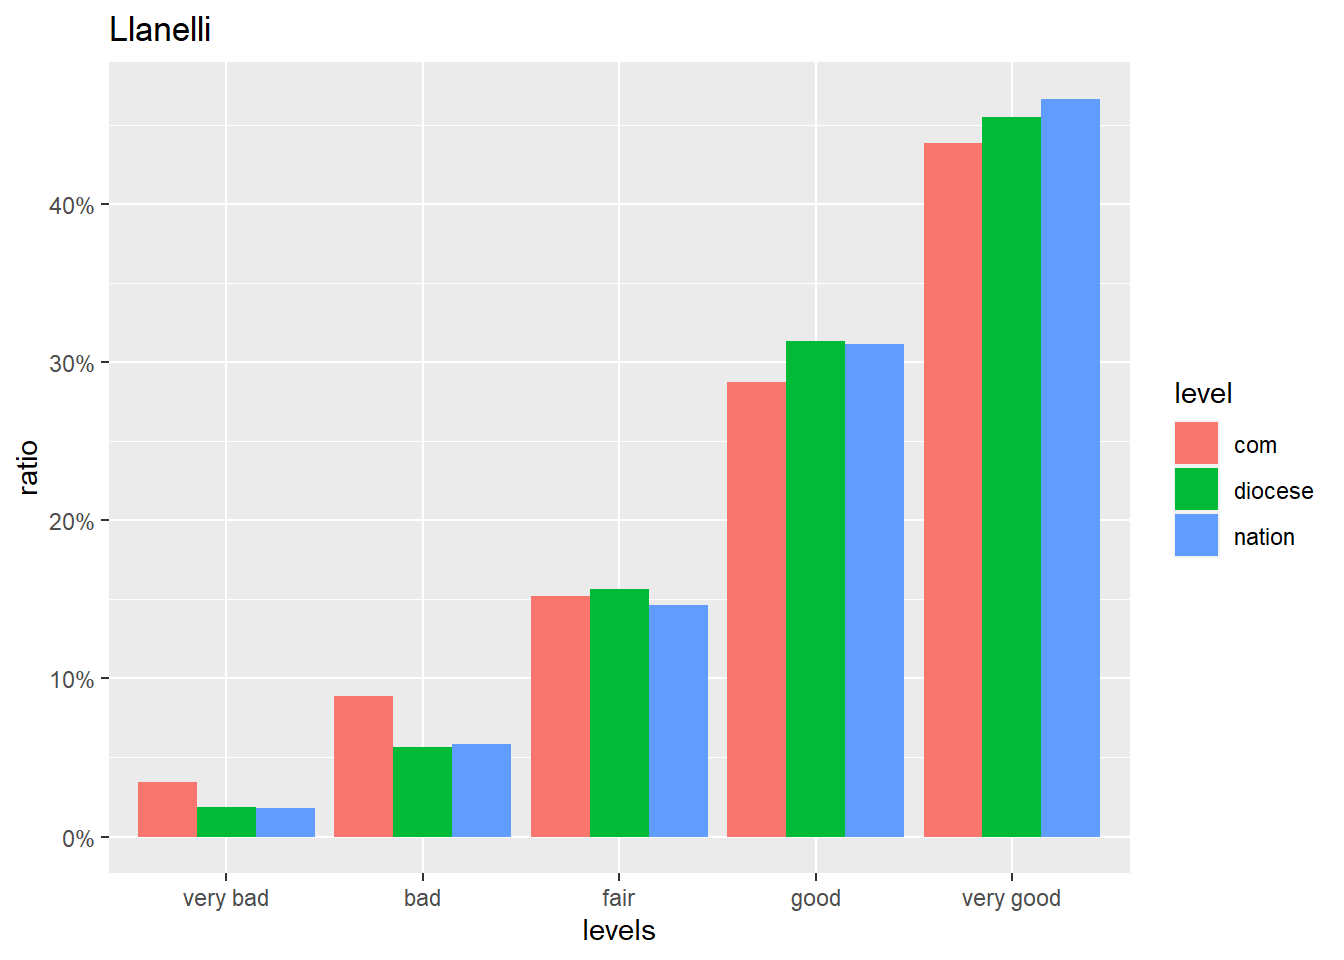 Llanelli
40%
30%
20%
10%
0%
ratio
very bad bad fair good very good
levels
level
com
diocese
nation